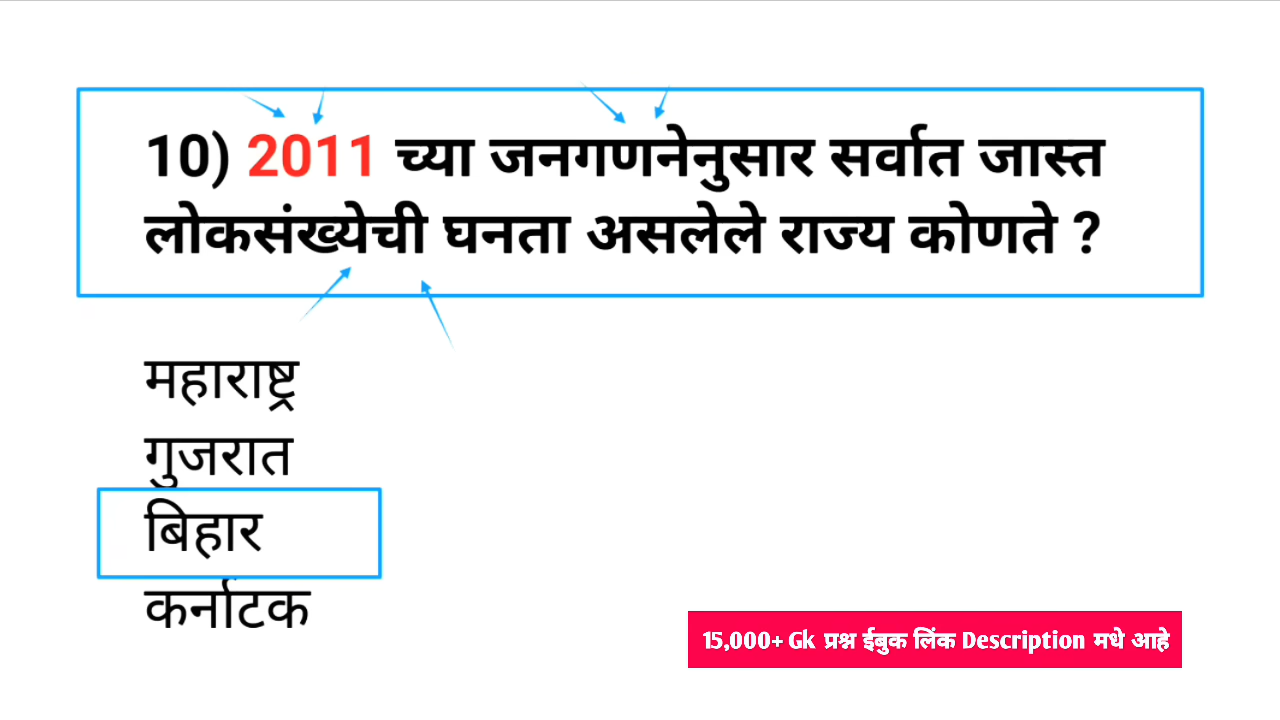 10) 2011 च्या जनगणनेनुसार सर्वात जास्त
लोकसंख्येची घनता असलेले राज्य कोणते ?
महाराष्ट्र
गुजरात
बिहार
कर्नाटक
15,000+ Gk प्रश्न ईबुक लिंक Description मधे आहे